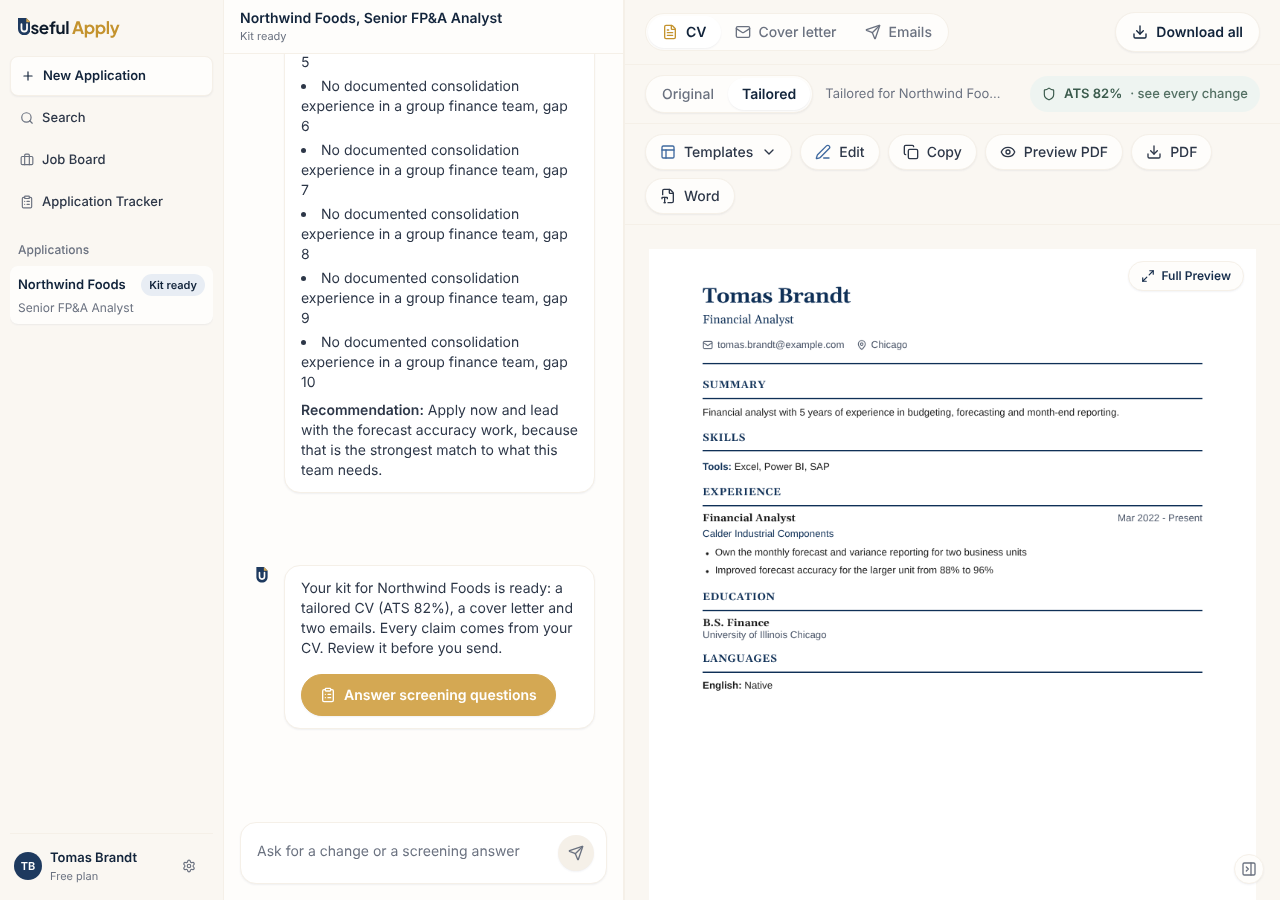 Useful Apply
New Application
Search
Job Board
Application Tracker
Applications
Northwind Foods
Kit ready
Senior FP&A Analyst
TB
Tomas Brandt
Free plan
Northwind Foods, Senior FP&A Analyst
Kit ready
5
• No documented consolidation
experience in a group finance team, gap
6
• No documented consolidation
experience in a group finance team, gap
7
• No documented consolidation
experience in a group finance team, gap
8
• No documented consolidation
experience in a group finance team, gap
9
• No documented consolidation
experience in a group finance team, gap
10
Recommendation: Apply now and lead
with the forecast accuracy work, because
that is the strongest match to what this
team needs.
Your kit for Northwind Foods is ready: a
tailored CV (ATS 82%), a cover letter and
two emails. Every claim comes from your
CV. Review it before you send.
Answer screening questions
Ask for a change or a screening answer
CV
Cover letter
Emails
Download all
Original
Tailored
Tailored for Northwind Foo...
ATS 82% · see every change
Templates
Edit
Copy
Preview PDF
PDF
Word
Full Preview
Tomas Brandt
Financial Analyst
tomas.brandt@example.com
Chicago
SUMMARY
Financial analyst with 5 years of experience in budgeting, forecasting and month-end reporting.
SKILLS
Tools: Excel, Power BI, SAP
EXPERIENCE
Financial Analyst
Mar 2022 - Present
Calder Industrial Components
• Own the monthly forecast and variance reporting for two business units
• Improved forecast accuracy for the larger unit from 88% to 96%
EDUCATION
B.S. Finance
University of Illinois Chicago
LANGUAGES
English: Native